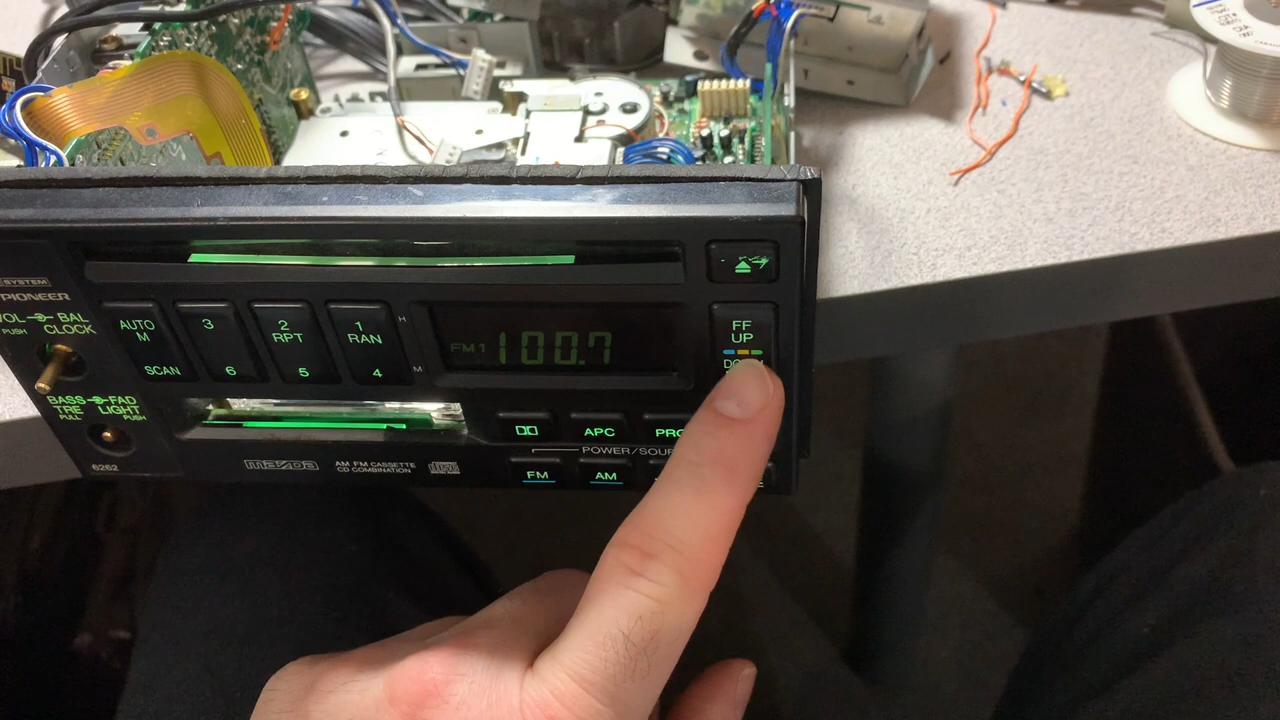 SYSTEM
PIONEER
VOL BAL
PUSH CLOCK
BASS FAD
TRE LIGHT
PULL PUSH
6262
AUTO
M
SCAN
3
6
2
RPT
5
1
RAN
4
H
M
FM1 100.7
FF
UP
APC
POWER/SOUR
FM
AM
mazda
AM FM CASSETTE
CD COMBINATION